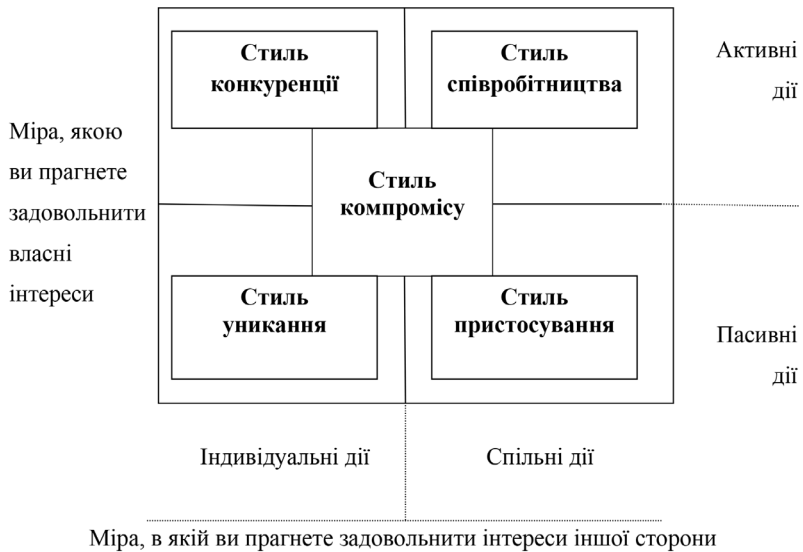 Стиль
конкуренції
Стиль
співробітництва
Активні
дії
Міра, якою
ви прагнете
задовольнити
власні
інтереси
Стиль
компромісу
Стиль
уникання
Стиль
пристосування
Пасивні
дії
Індивідуальні дії
Спільні дії
Міра, в якій ви прагнете задовольнити інтереси іншої сторони